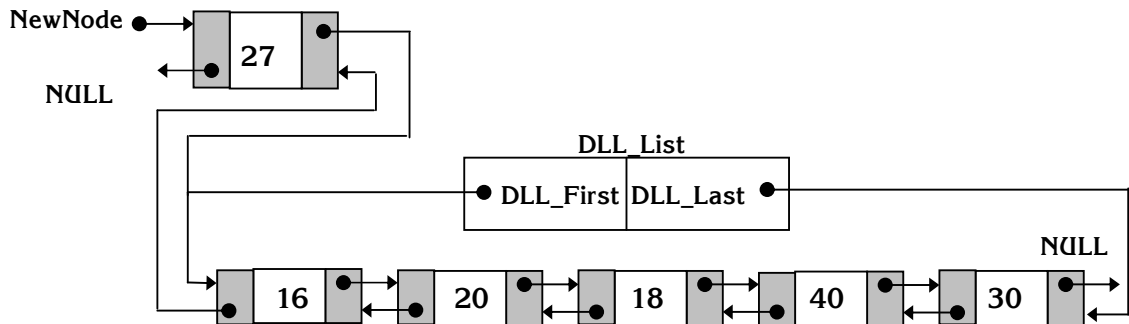 NewNode
27
NULL
DLL_List
DLL_First DLL_Last
NULL
16 20 18 40 30